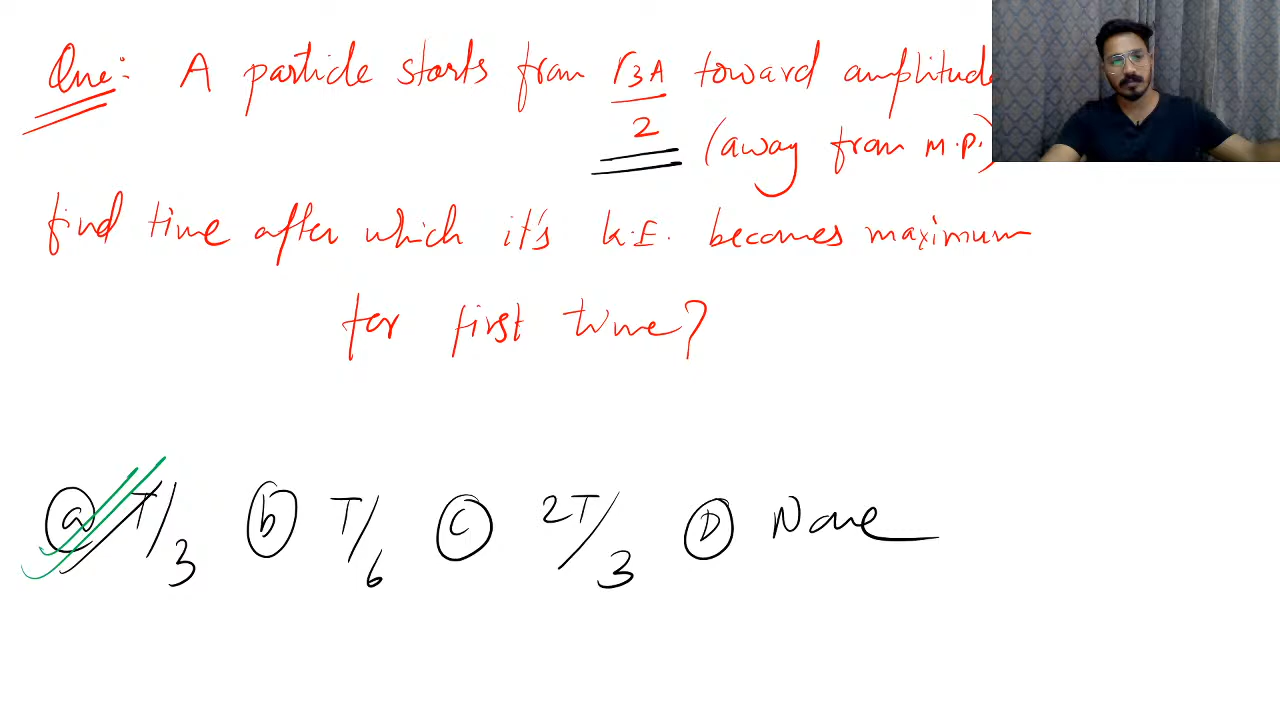 Que: A particle starts from √3A/2 toward amplitude
(away from M.P.)
find time after which it's K.E. becomes maximum
for first time?
(a) T/3 (b) T/6 (c) 2T/3 (D) None